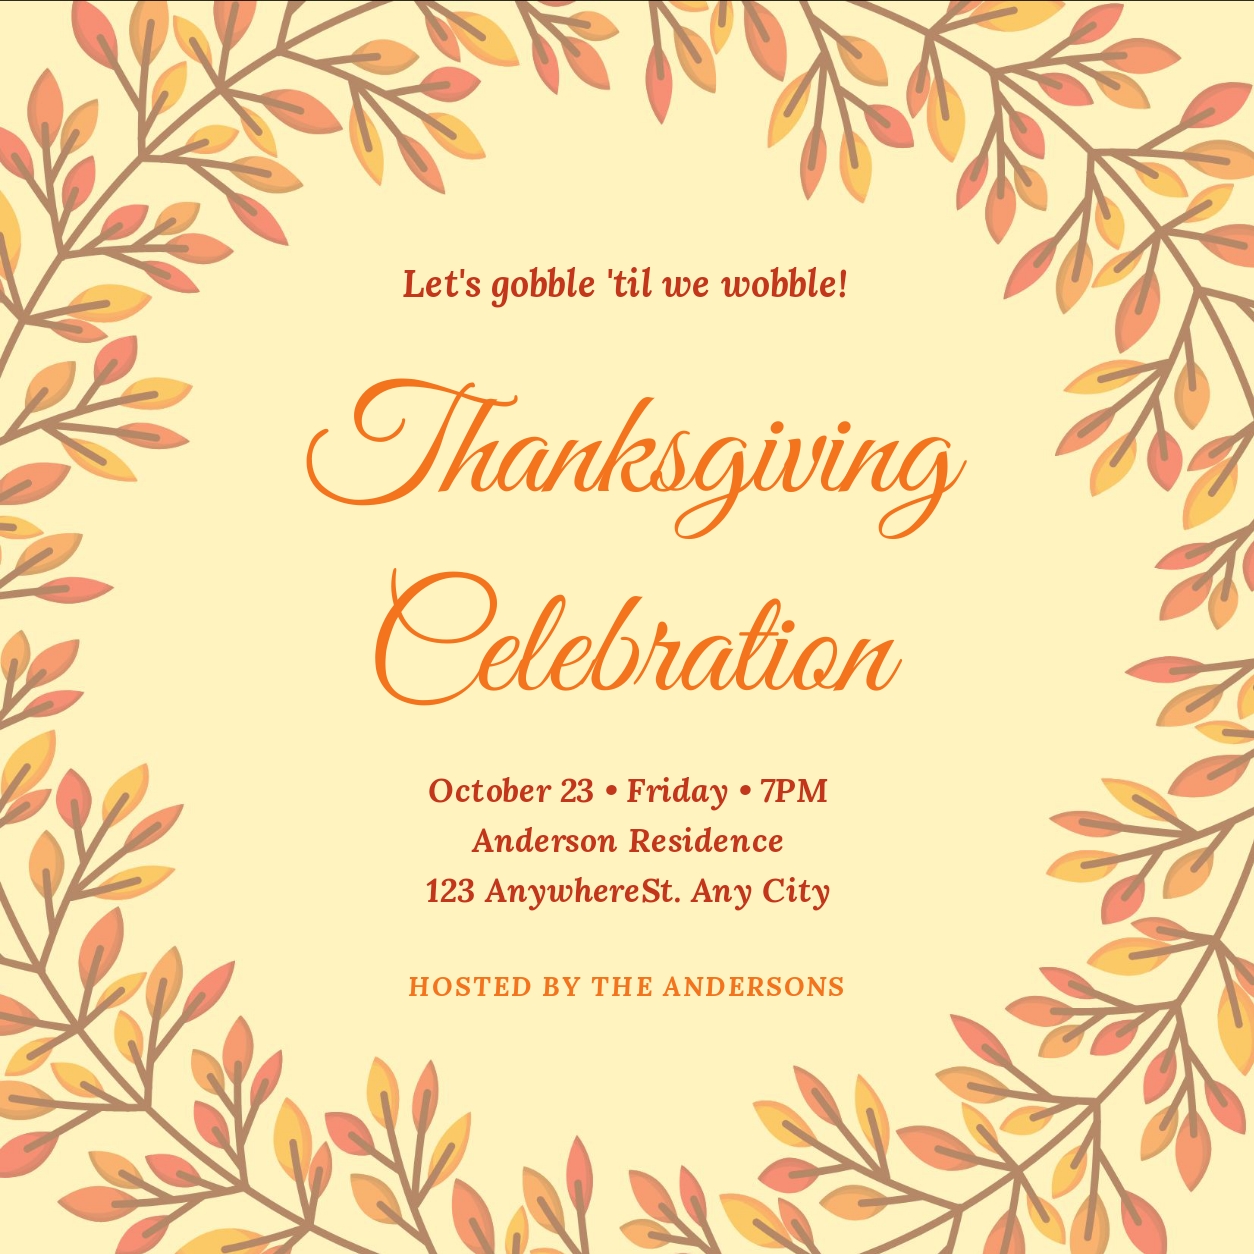 Let's gobble 'til we wobble!
Thanksgiving
Celebration
October 23 • Friday • 7PM
Anderson Residence
123 AnywhereSt. Any City
HOSTED BY THE ANDERSONS